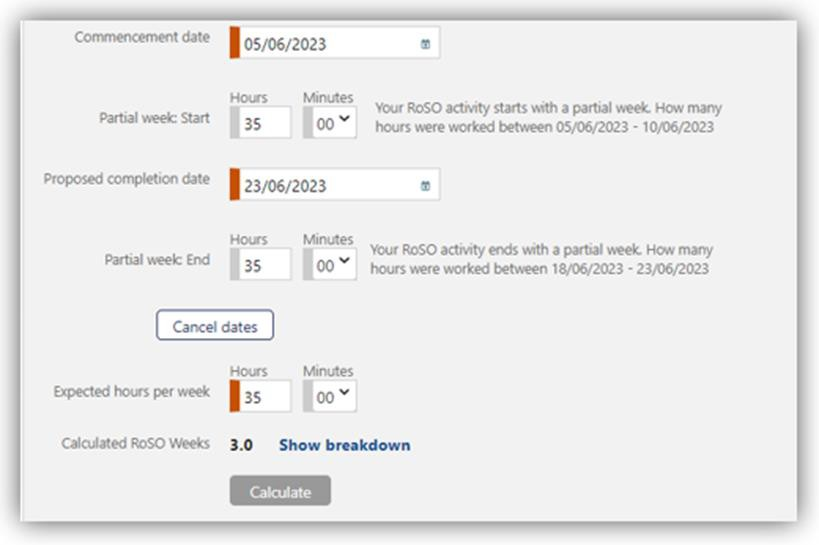 Commencement date
05/06/2023
Hours Minutes
Partial week: Start
35 00
Your RoSO activity starts with a partial week. How many
hours were worked between 05/06/2023 - 10/06/2023
Proposed completion date
23/06/2023
Hours Minutes
Partial week: End
35 00
Your RoSO activity ends with a partial week. How many
hours were worked between 18/06/2023 - 23/06/2023
Cancel dates
Hours Minutes
Expected hours per week
35 00
Calculated RoSO Weeks 3.0 Show breakdown
Calculate